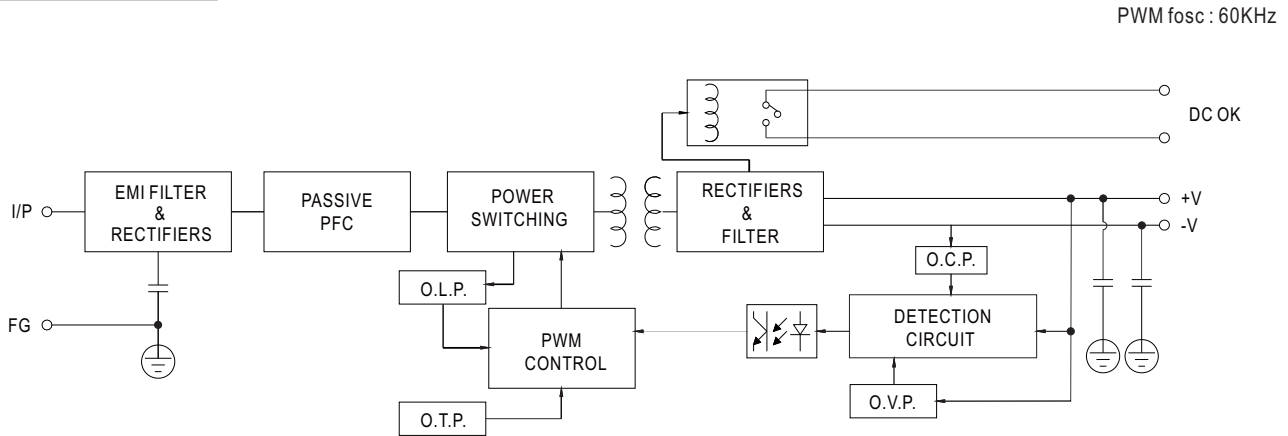 PWM fosc : 60KHz
DC OK
I/P
EMI FILTER
&
RECTIFIERS
PASSIVE
PFC
POWER
SWITCHING
RECTIFIERS
&
FILTER
+V
-V
O.C.P.
O.L.P.
FG
PWM
CONTROL
DETECTION
CIRCUIT
O.T.P.
O.V.P.